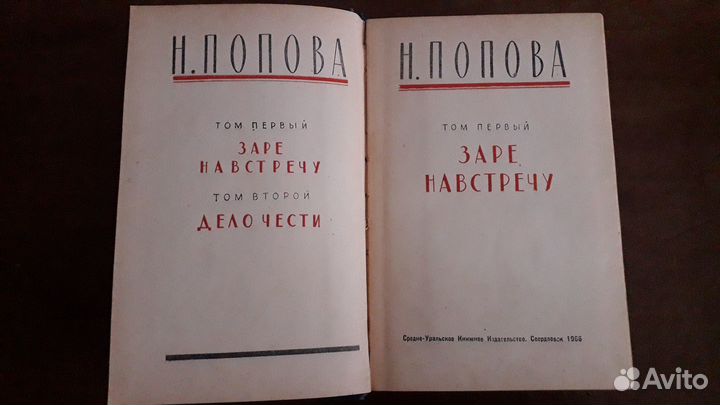 Н. ПОПОВА
ТОМ ПЕРВЫЙ
ЗАРЕ
НАВСТРЕЧУ
ТОМ ВТОРОЙ
ДЕЛО ЧЕСТИ
Н. ПОПОВА
ТОМ ПЕРВЫЙ
ЗАРЕ
НАВСТРЕЧУ
Средне-Уральское Книжное Издательство. Свердловск 1966
Avito